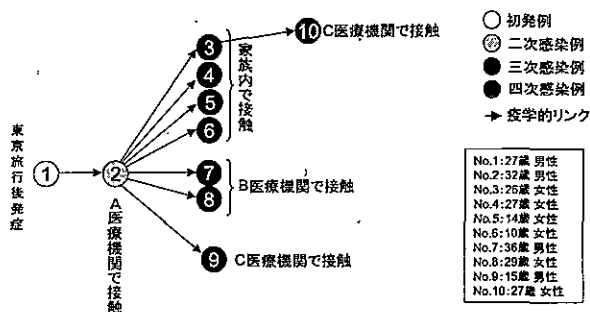 ⑩ C医療機関で接触
○ 初発例
二次感染例
三次感染例
四次感染例
→ 疫学的リンク
3
4
5
6
家族内で接触
東京旅行後発症
1
2
A医療機関で接触
7
8
B医療機関で接触
9
C医療機関で接触
No.1:27歳 男性
No.2:32歳 男性
No.3:26歳 女性
No.4:27歳 女性
No.5:14歳 女性
No.6:10歳 女性
No.7:36歳 男性
No.8:29歳 女性
No.9:15歳 男性
No.10:27歳 女性